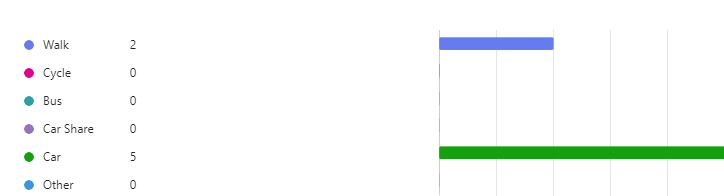 Walk 2
Cycle 0
Bus 0
Car Share 0
Car 5
Other 0